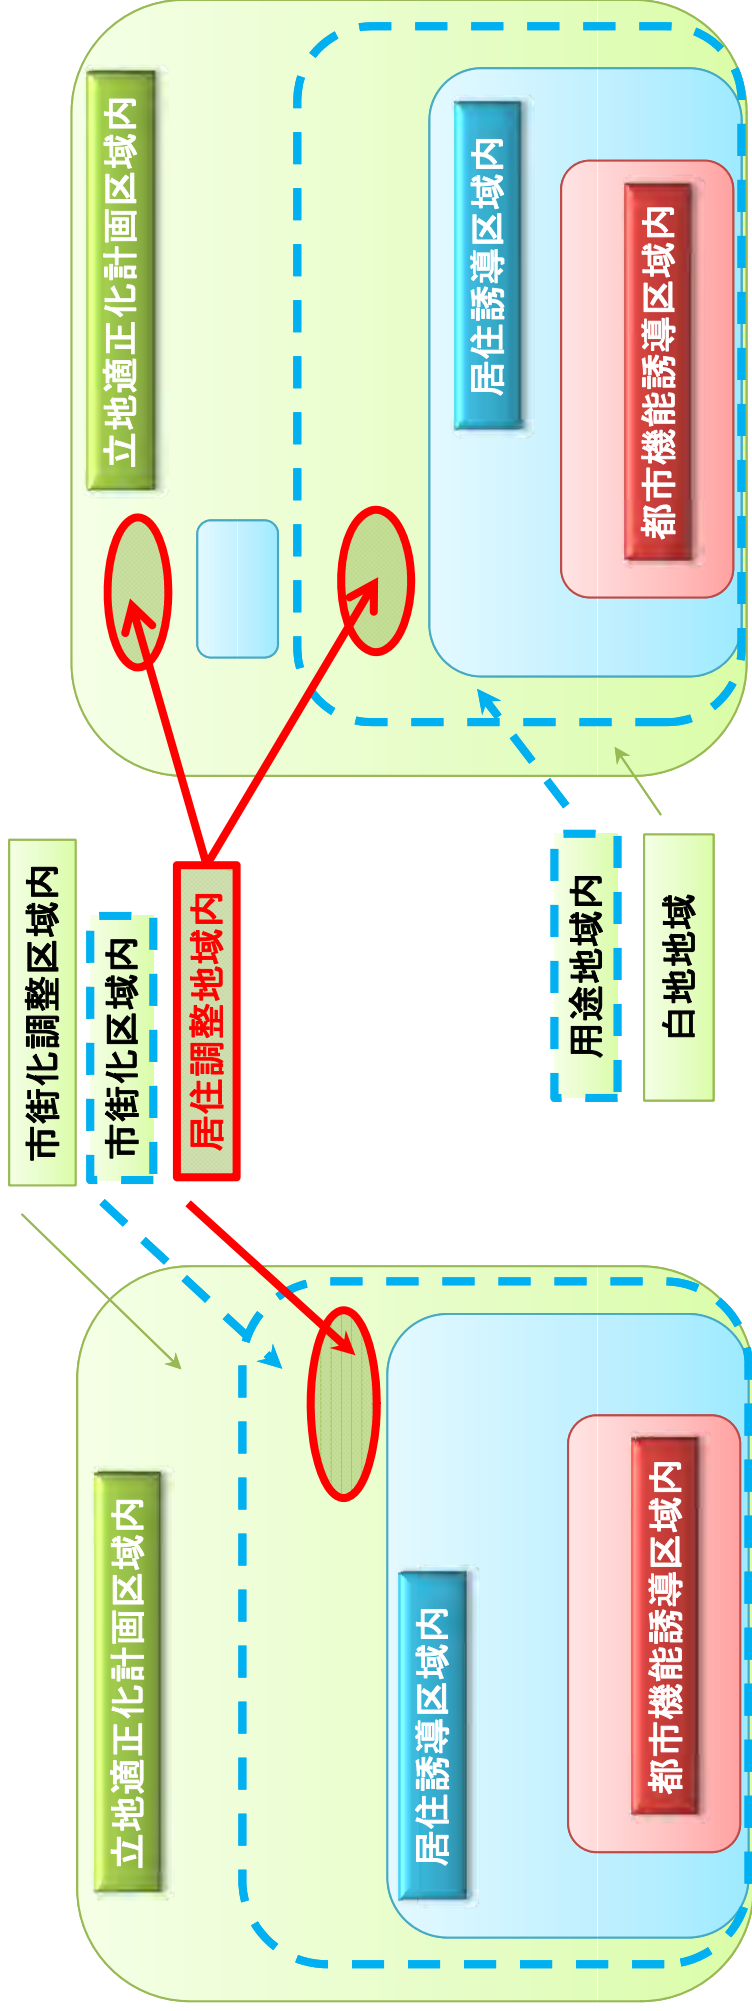 立地適正化計画区域内
居住誘導区域内
都市機能誘導区域内
市街化調整区域内
市街化区域内
居住調整地域内
用途地域内
白地地域
立地適正化計画区域内
居住誘導区域内
都市機能誘導区域内